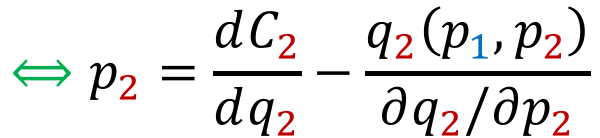 ⟺ p₂ = dC₂/dq₂ − q₂(p₁, p₂)/(∂q₂/∂p₂)